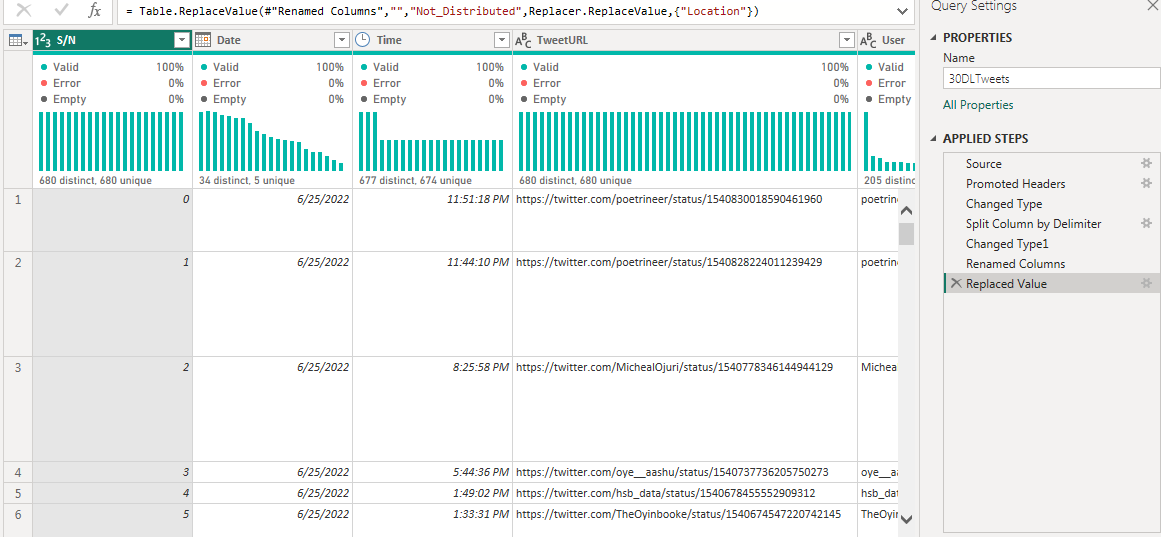 fx = Table.ReplaceValue(#"Renamed Columns","","Not_Distributed",Replacer.ReplaceValue,{"Location"})
1²3 S/N Date Time ABC TweetURL ABC User
Valid 100% Valid 100% Valid 100% Valid 100% Valid
Error 0% Error 0% Error 0% Error 0% Error
Empty 0% Empty 0% Empty 0% Empty 0% Empty
680 distinct, 680 unique 34 distinct, 5 unique 677 distinct, 674 unique 680 distinct, 680 unique 205 distinc
1 0 6/25/2022 11:51:18 PM https://twitter.com/poetrineer/status/1540830018590461960 poetrine
2 1 6/25/2022 11:44:10 PM https://twitter.com/poetrineer/status/1540828224011239429 poetrine
3 2 6/25/2022 8:25:58 PM https://twitter.com/MichealOjuri/status/1540778346144944129 Micheal
4 3 6/25/2022 5:44:36 PM https://twitter.com/oye__aashu/status/1540737736205750273 oye__aa
5 4 6/25/2022 1:49:02 PM https://twitter.com/hsb_data/status/1540678455552909312 hsb_dat
6 5 6/25/2022 1:33:31 PM https://twitter.com/TheOyinbooke/status/1540674547220742145 TheOyin
Query Settings
PROPERTIES
Name
30DLTweets
All Properties
APPLIED STEPS
Source
Promoted Headers
Changed Type
Split Column by Delimiter
Changed Type1
Renamed Columns
Replaced Value